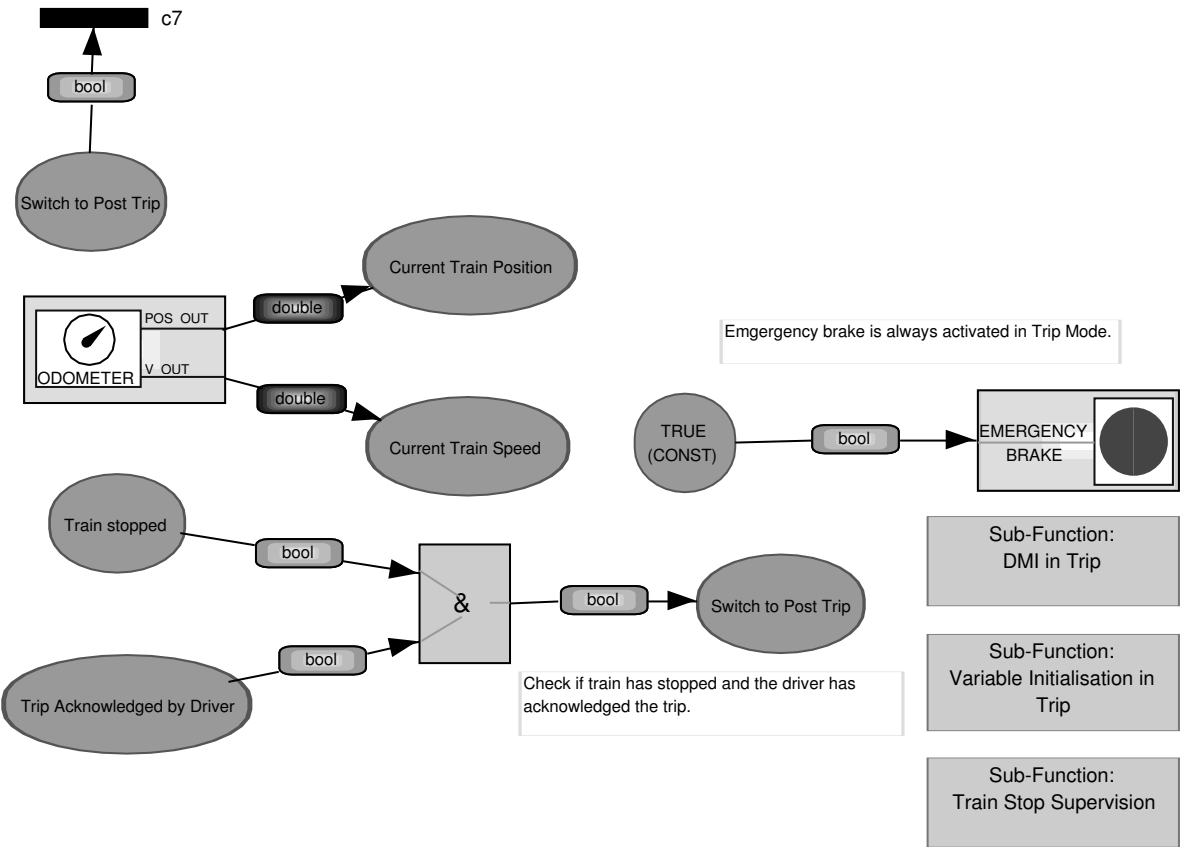 c7
bool
Switch to Post Trip
Current Train Position
double
POS OUT
V OUT
ODOMETER
double
Current Train Speed
Emgergency brake is always activated in Trip Mode.
TRUE
(CONST)
bool
EMERGENCY
BRAKE
Train stopped
bool
&
bool
Switch to Post Trip
bool
Trip Acknowledged by Driver
Check if train has stopped and the driver has
acknowledged the trip.
Sub-Function:
DMI in Trip
Sub-Function:
Variable Initialisation in
Trip
Sub-Function:
Train Stop Supervision